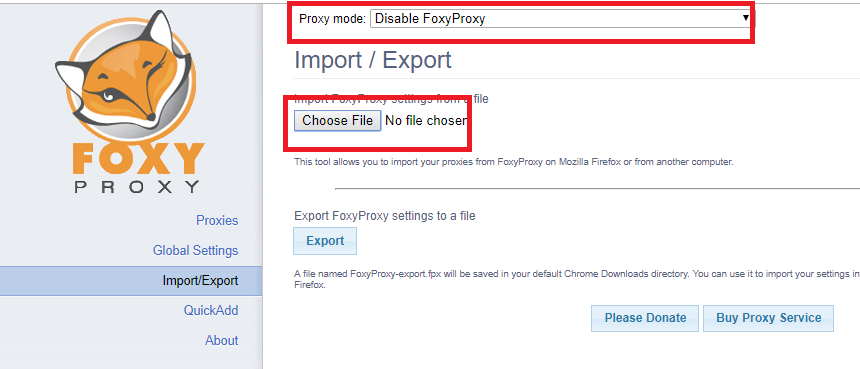 Proxy mode: Disable FoxyProxy
Import / Export
Import FoxyProxy settings from a file
Choose File No file chosen
This tool allows you to import your proxies from FoxyProxy on Mozilla Firefox or from another computer.
Export FoxyProxy settings to a file
Export
A file named FoxyProxy-export.fpx will be saved in your default Chrome Downloads directory. You can use it to import your settings in
Firefox.
Please Donate Buy Proxy Service
FOXY
PROXY
Proxies
Global Settings
Import/Export
QuickAdd
About